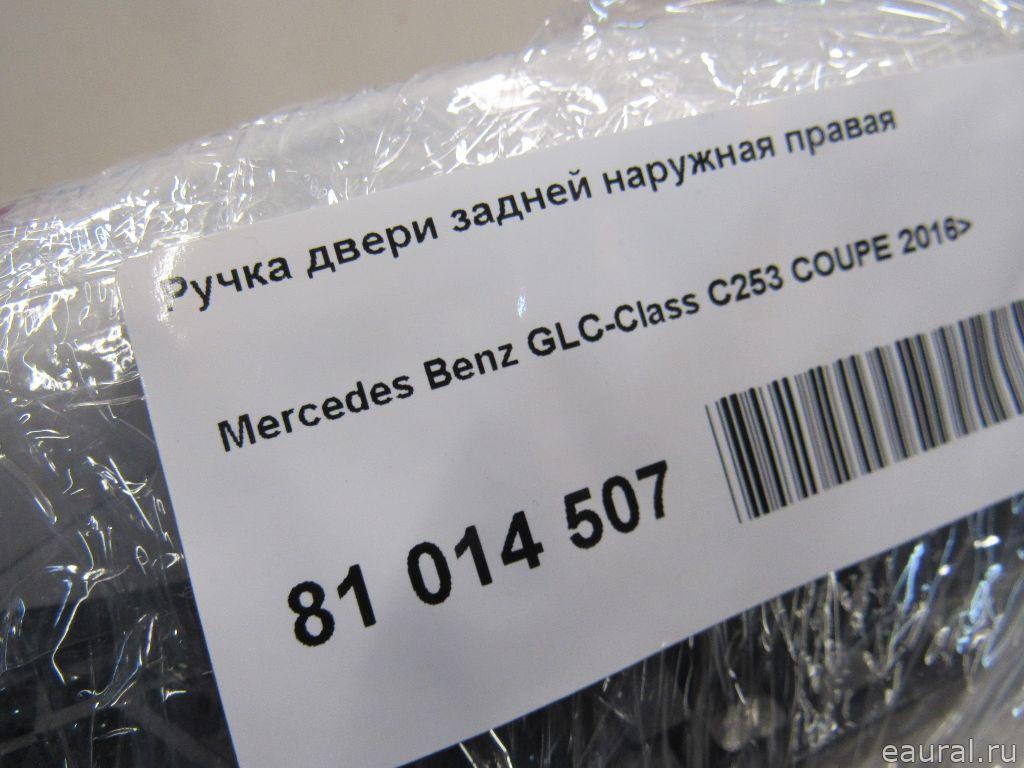 Ручка двери задней наружная правая
Mercedes Benz GLC-Class C253 COUPE 2016>
81 014 507
eaural.ru